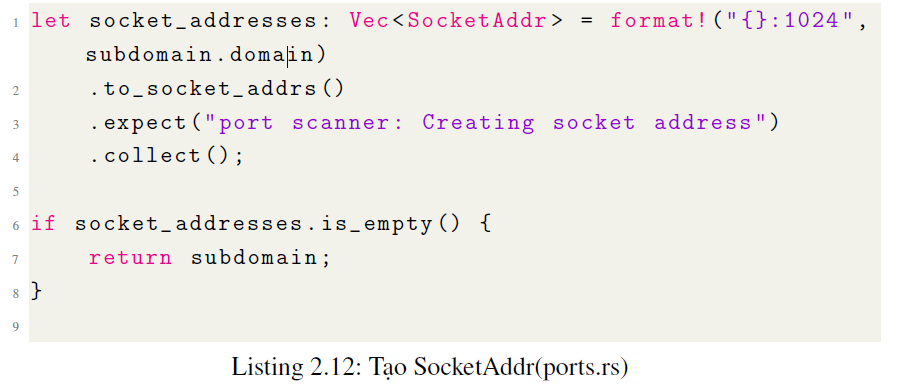 1 let socket_addresses: Vec<SocketAddr> = format!("{}:1024",
subdomain.domain)
2 .to_socket_addrs()
3 .expect("port scanner: Creating socket address")
4 .collect();
5
6 if socket_addresses.is_empty() {
7 return subdomain;
8 }
9
Listing 2.12: Tạo SocketAddr(ports.rs)